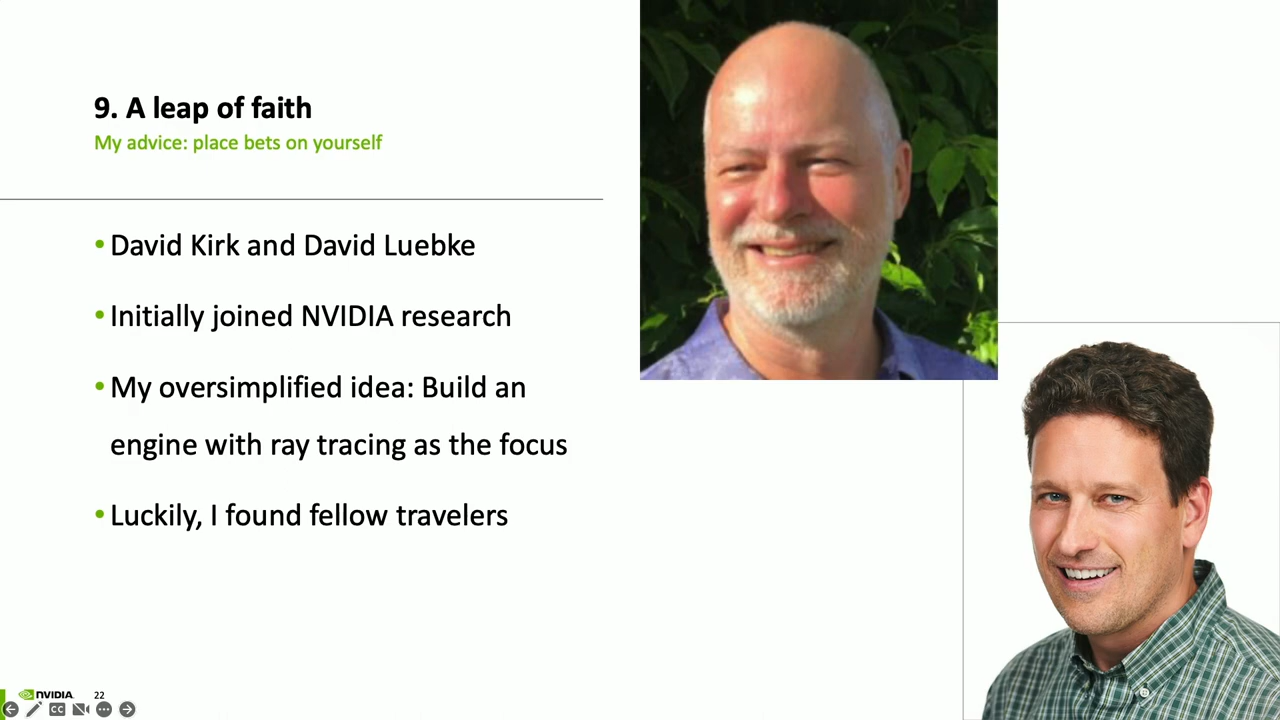 9. A leap of faith
My advice: place bets on yourself
• David Kirk and David Luebke
• Initially joined NVIDIA research
• My oversimplified idea: Build an
engine with ray tracing as the focus
• Luckily, I found fellow travelers
NVIDIA. 22
CC